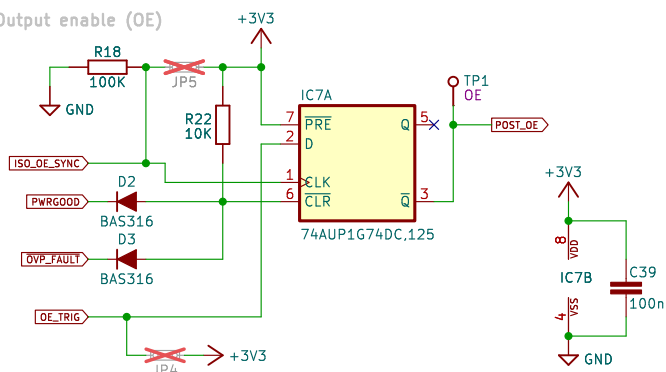 Output enable (OE)
+3V3
R18
100K
JP5
GND
TP1
OE
IC7A
R22
10K
7
PRE
Q
5
2
D
POST_OE
ISO_OE_SYNC
1
CLK
PWRGOOD
D2
BAS316
6
CLR
Q
3
74AUP1G74DC,125
OVP_FAULT
D3
BAS316
OE_TRIG
+3V3
JP4
+3V3
8
VDD
IC7B
C39
100n
4
VSS
GND